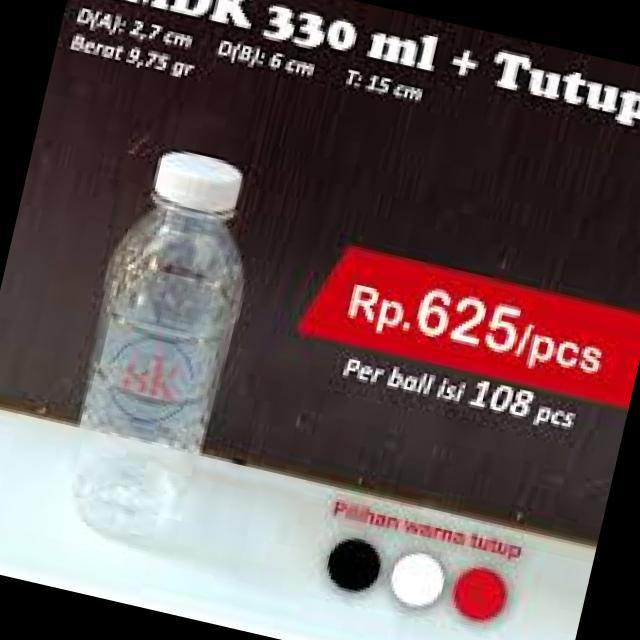 MDK 330 ml + Tutup
D(A): 2,7 cm D(B): 6 cm T: 15 cm
Berat 9,75 gr
Rp.625/pcs
Per ball isi 108 pcs
Pilihan warna tutup